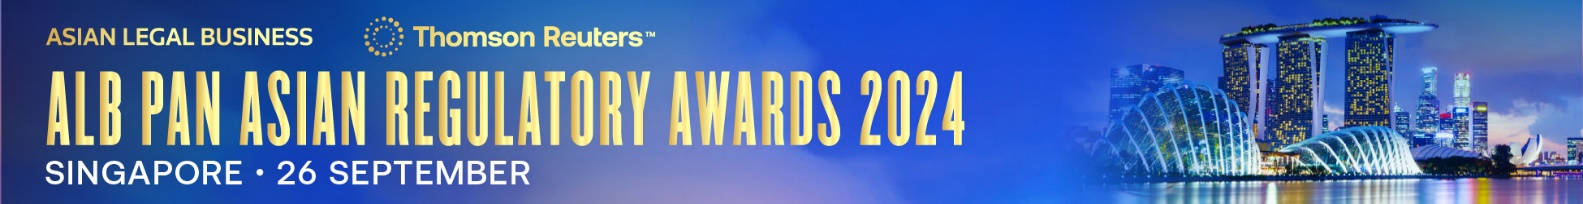 ASIAN LEGAL BUSINESS Thomson Reuters™
ALB PAN ASIAN REGULATORY AWARDS 2024
SINGAPORE • 26 SEPTEMBER